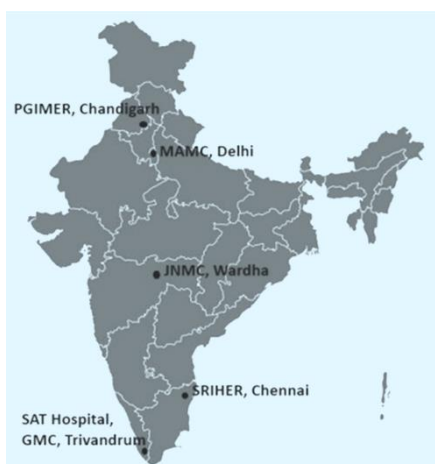 PGIMER, Chandigarh
MAMC, Delhi
JNMC, Wardha
SRIHER, Chennai
SAT Hospital,
GMC, Trivandrum